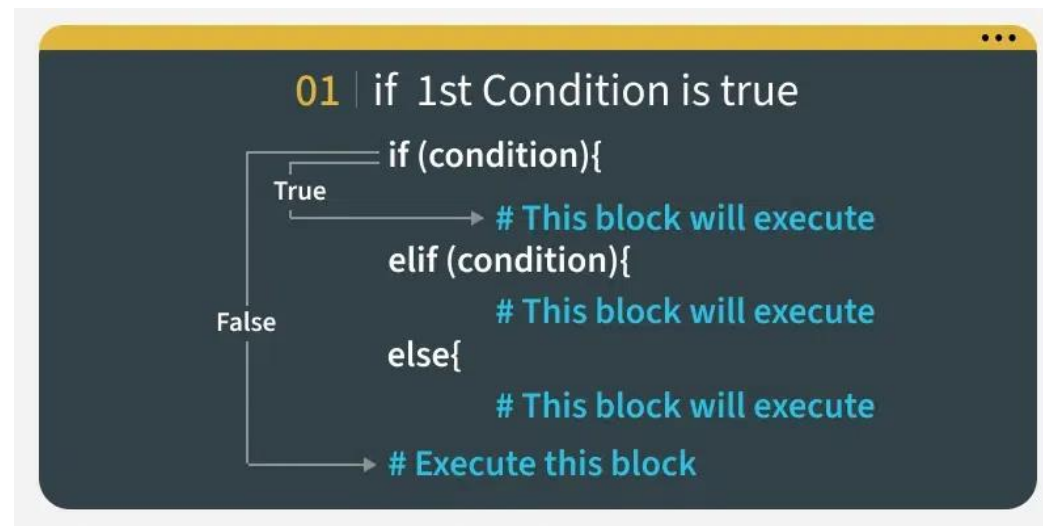 01 | if 1st Condition is true
if (condition){
True
# This block will execute
elif (condition){
# This block will execute
False
else{
# This block will execute
# Execute this block